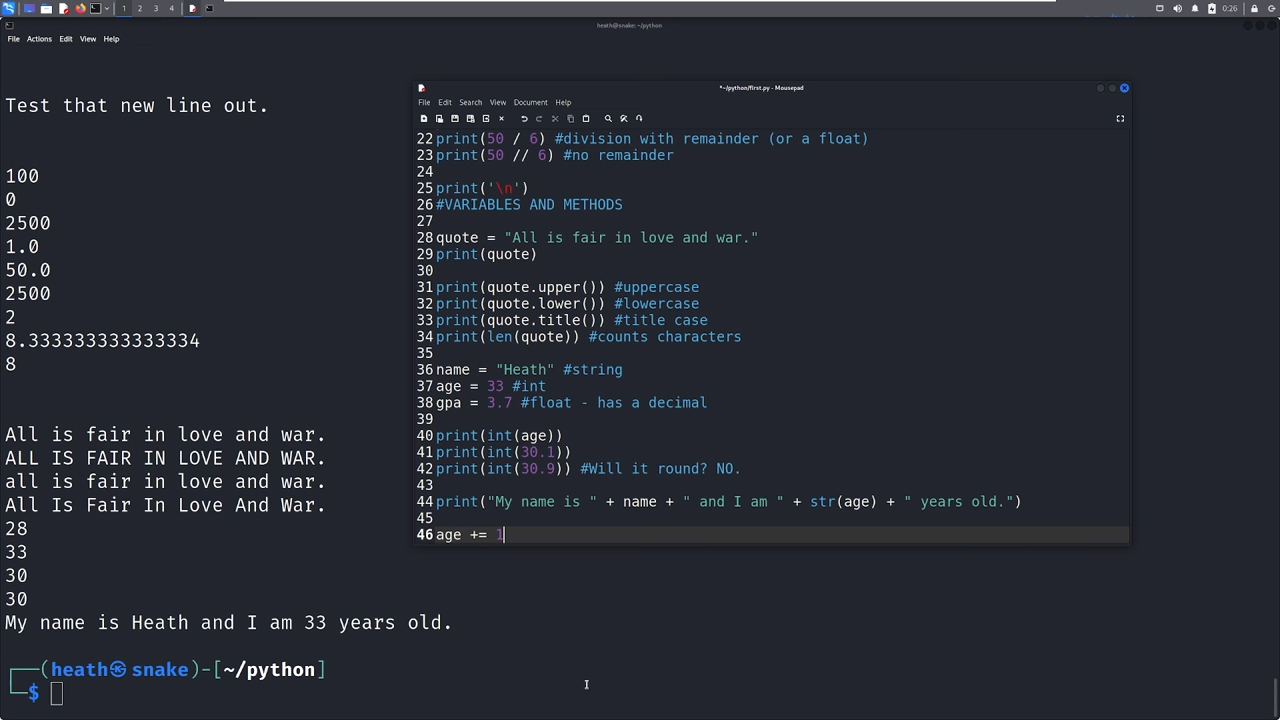 1 2 3 4
0:26
heath@snake: ~/python
File Actions Edit View Help
Test that new line out.
100
0
2500
1.0
50.0
2500
2
8.333333333333334
8
All is fair in love and war.
ALL IS FAIR IN LOVE AND WAR.
all is fair in love and war.
All Is Fair In Love And War.
28
33
30
30
My name is Heath and I am 33 years old.
┌──(heath㉿snake)-[~/python]
└─$
*~/python/first.py - Mousepad
File Edit Search View Document Help
22 print(50 / 6) #division with remainder (or a float)
23 print(50 // 6) #no remainder
24
25 print('\n')
26 #VARIABLES AND METHODS
27
28 quote = "All is fair in love and war."
29 print(quote)
30
31 print(quote.upper()) #uppercase
32 print(quote.lower()) #lowercase
33 print(quote.title()) #title case
34 print(len(quote)) #counts characters
35
36 name = "Heath" #string
37 age = 33 #int
38 gpa = 3.7 #float - has a decimal
39
40 print(int(age))
41 print(int(30.1))
42 print(int(30.9)) #Will it round? NO.
43
44 print("My name is " + name + " and I am " + str(age) + " years old.")
45
46 age += 1